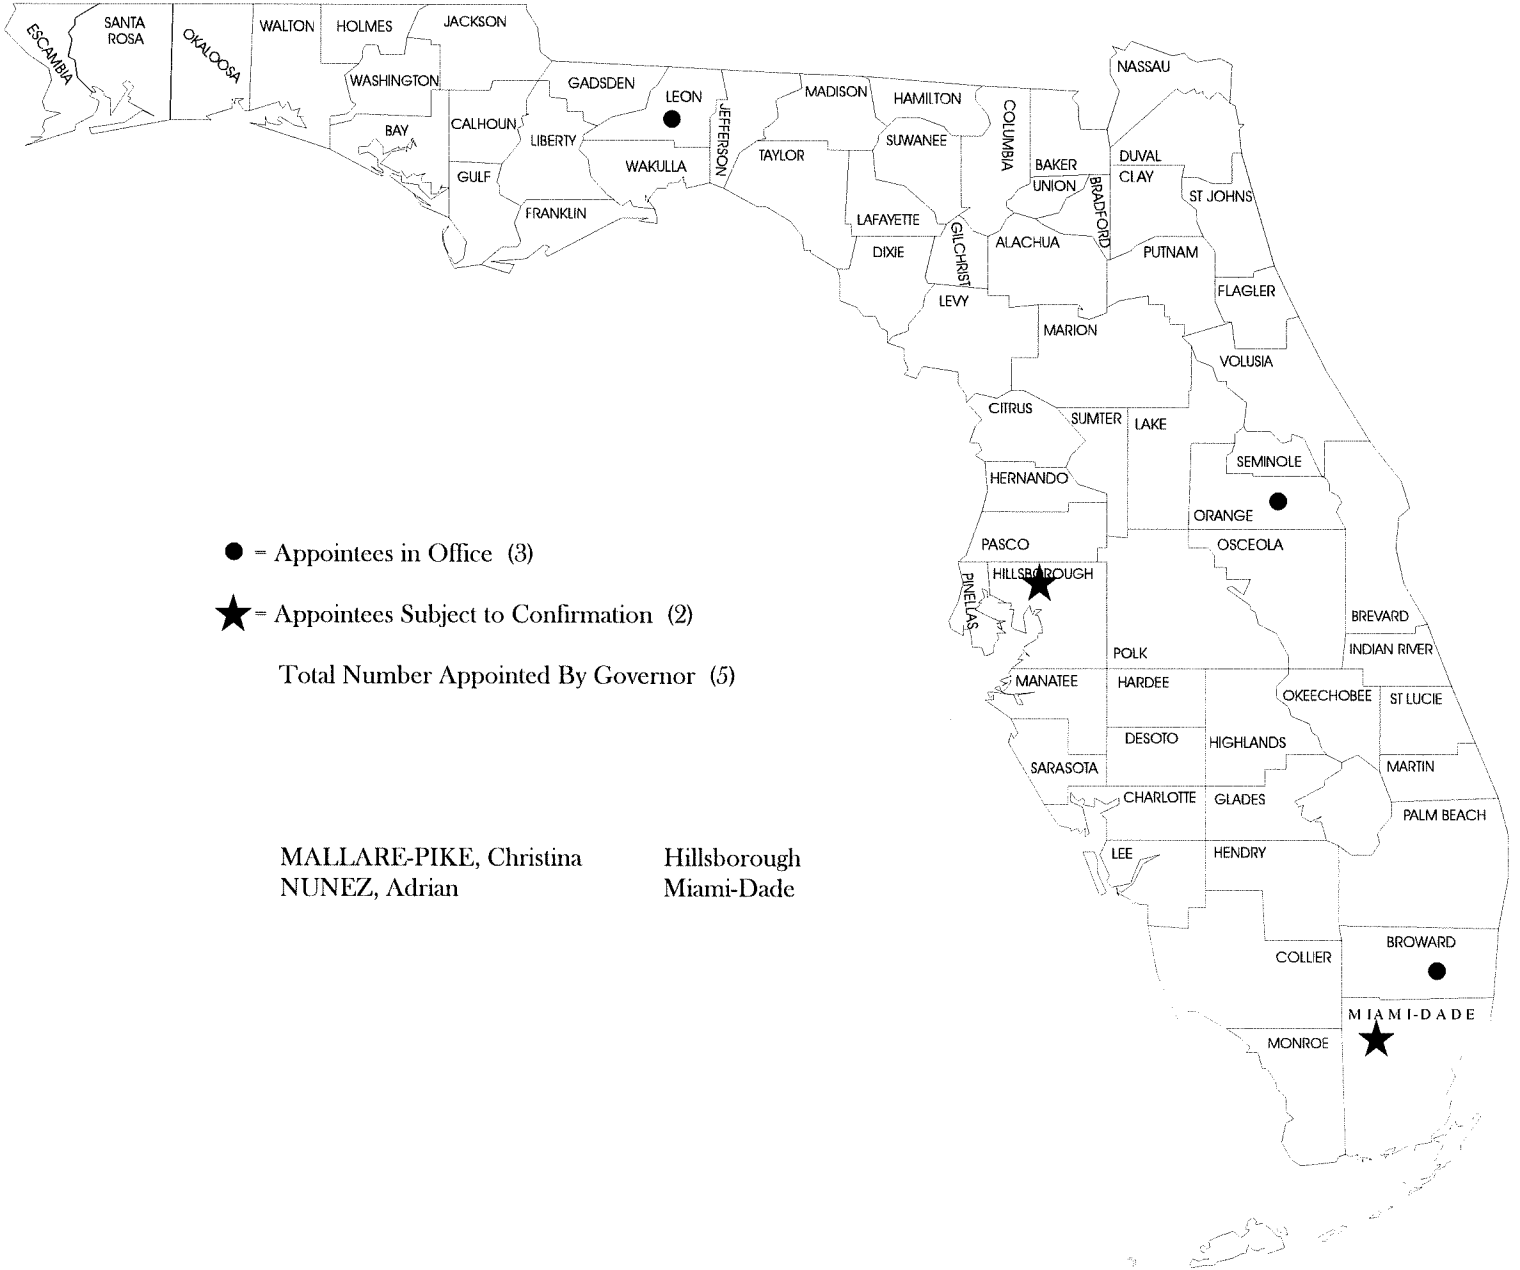 ESCAMBIA
SANTA
ROSA
OKALOOSA
WALTON
HOLMES
JACKSON
WASHINGTON
BAY
CALHOUN
GULF
GADSDEN
LIBERTY
FRANKLIN
LEON
WAKULLA
JEFFERSON
MADISON
TAYLOR
HAMILTON
SUWANEE
LAFAYETTE
DIXIE
COLUMBIA
GILCHRIST
BAKER
UNION
BRADFORD
ALACHUA
LEVY
NASSAU
DUVAL
CLAY
ST JOHNS
PUTNAM
FLAGLER
MARION
VOLUSIA
CITRUS
SUMTER
LAKE
HERNANDO
SEMINOLE
ORANGE
PASCO
OSCEOLA
HILLSBOROUGH
PINELLAS
POLK
BREVARD
INDIAN RIVER
MANATEE
HARDEE
OKEECHOBEE
ST LUCIE
DESOTO
HIGHLANDS
SARASOTA
MARTIN
CHARLOTTE
GLADES
PALM BEACH
LEE
HENDRY
COLLIER
BROWARD
MIAMI-DADE
MONROE
= Appointees in Office (3)
= Appointees Subject to Confirmation (2)
Total Number Appointed By Governor (5)
MALLARE-PIKE, Christina Hillsborough
NUNEZ, Adrian Miami-Dade